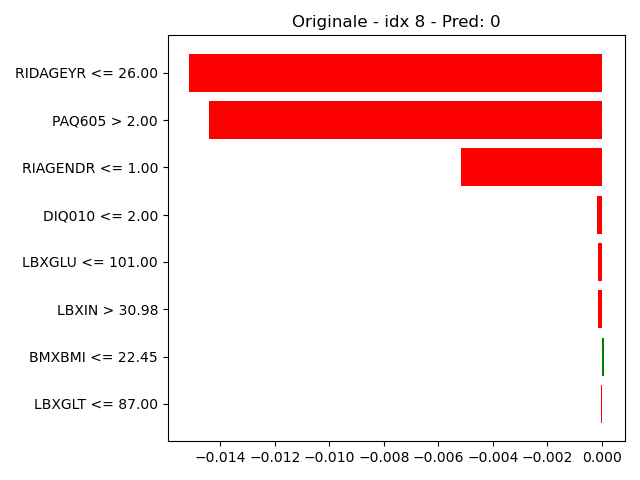 Originale - idx 8 - Pred: 0
RIDAGEYR <= 26.00
PAQ605 > 2.00
RIAGENDR <= 1.00
DIQ010 <= 2.00
LBXGLU <= 101.00
LBXIN > 30.98
BMXBMI <= 22.45
LBXGLT <= 87.00
−0.014 −0.012 −0.010 −0.008 −0.006 −0.004 −0.002 0.000